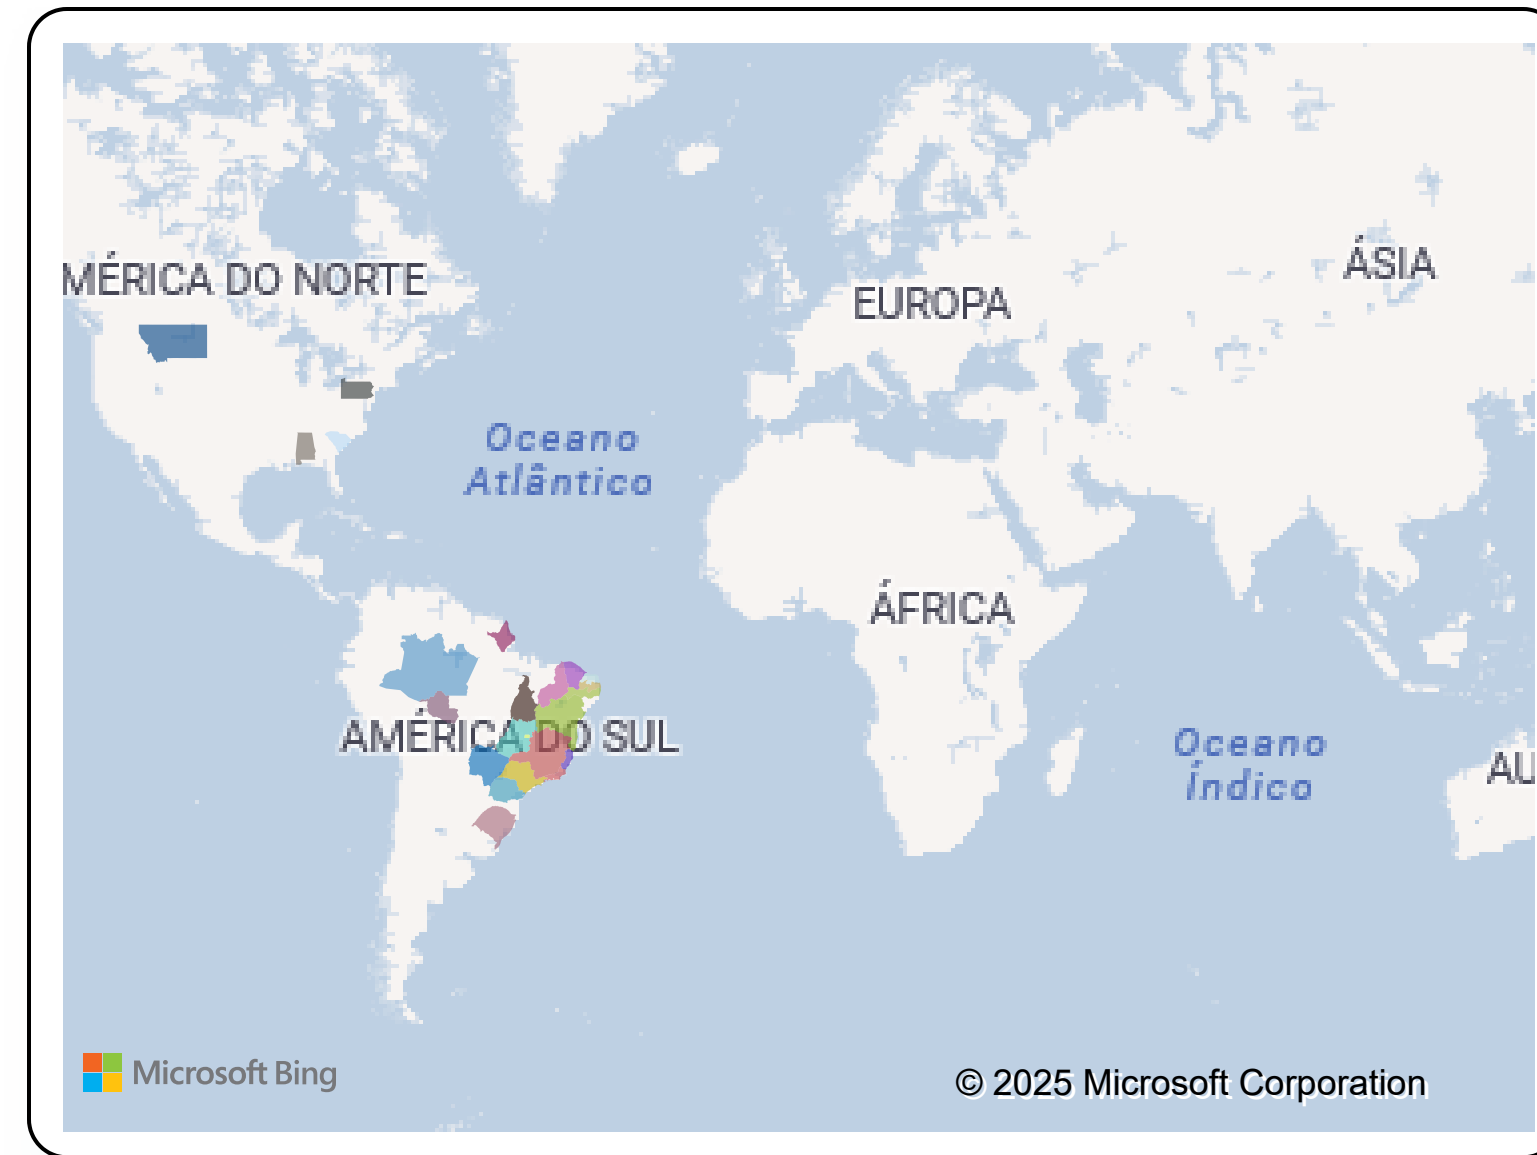 MÉRICA DO NORTE
ÁSIA
EUROPA
Oceano
Atlântico
ÁFRICA
AMÉRICA DO SUL
Oceano
Índico
AU
Microsoft Bing
© 2025 Microsoft Corporation